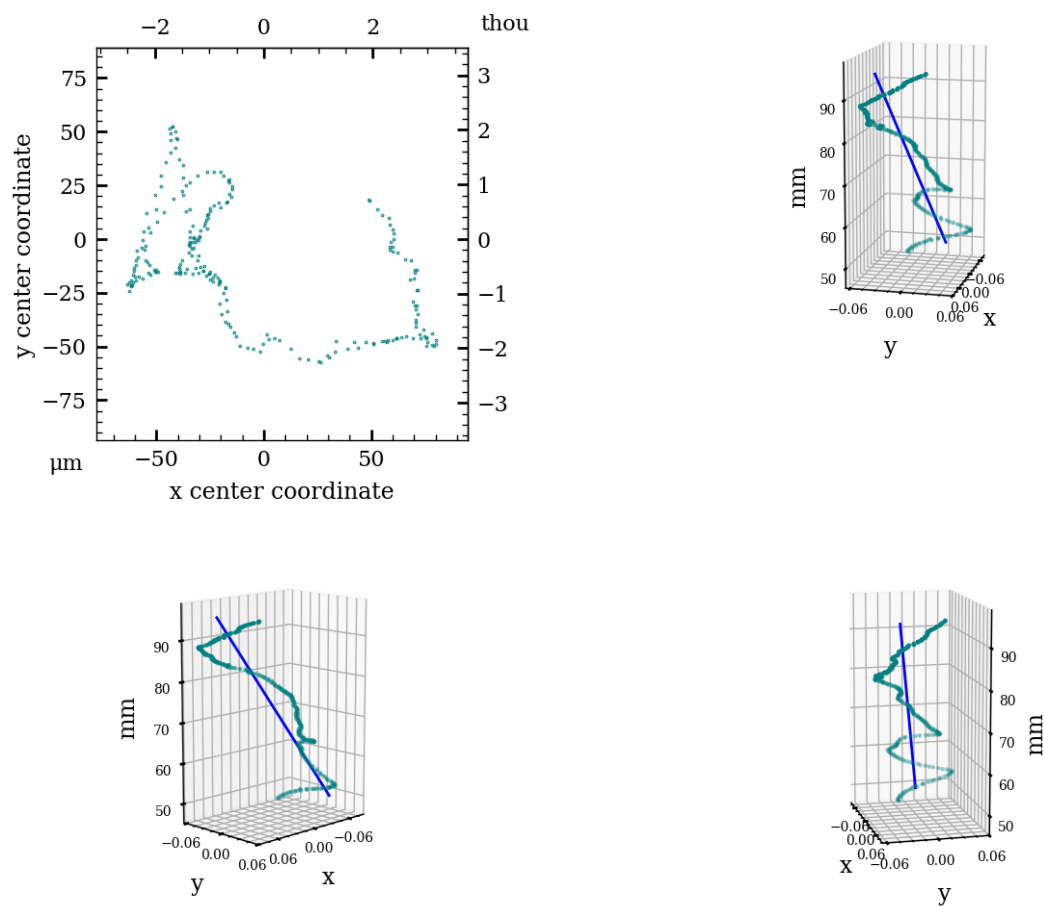 −2 0 2 thou
75 50 25 0 −25 −50 −75
y center coordinate
3 2 1 0 −1 −2 −3
μm −50 0 50
x center coordinate
90 80 70 60 50
mm
−0.06 0.00 0.06
y
−0.06 0.00 0.06
x
90 80 70 60 50
mm
−0.06 0.00 0.06
y
0.06 0.00 −0.06
x
90 80 70 60 50
mm
−0.06 0.00 0.06
x
−0.06 0.00 0.06
y